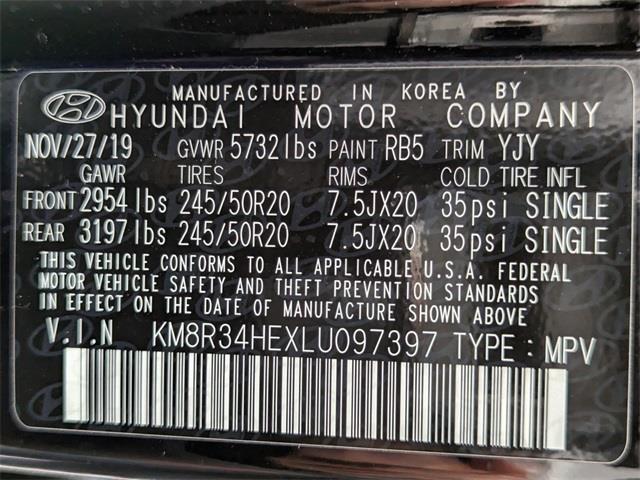 MANUFACTURED IN KOREA BY
HYUNDAI MOTOR COMPANY
NOV/27/19 GVWR 5732lbs PAINT RB5 TRIM YJY
GAWR TIRES RIMS COLD TIRE INFL
FRONT 2954 lbs 245/50R20 7.5JX20 35psi SINGLE
REAR 3197lbs 245/50R20 7.5JX20 35psi SINGLE
THIS VEHICLE CONFORMS TO ALL APPLICABLE U.S.A. FEDERAL
MOTOR VEHICLE SAFETY AND THEFT PREVENTION STANDARDS
IN EFFECT ON THE DATE OF MANUFACTURE SHOWN ABOVE
V.I.N KM8R34HEXLU097397 TYPE : MPV